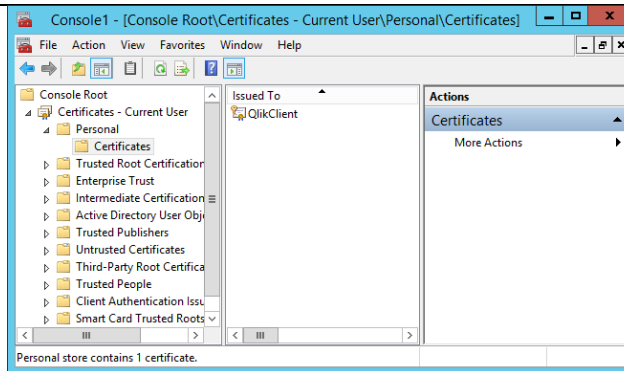 Console1 - [Console Root\Certificates - Current User\Personal\Certificates]
File Action View Favorites Window Help
Console Root
Certificates - Current User
Personal
Certificates
Trusted Root Certification
Enterprise Trust
Intermediate Certification
Active Directory User Obje
Trusted Publishers
Untrusted Certificates
Third-Party Root Certifica
Trusted People
Client Authentication Issu
Smart Card Trusted Roots
Issued To
QlikClient
Actions
Certificates
More Actions
Personal store contains 1 certificate.